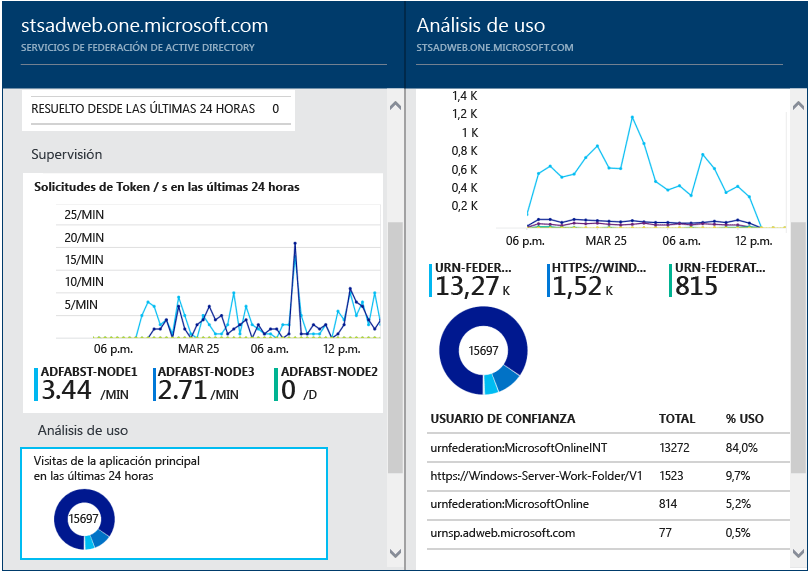 stsadweb.one.microsoft.com
SERVICIOS DE FEDERACIÓN DE ACTIVE DIRECTORY
RESUELTO DESDE LAS ÚLTIMAS 24 HORAS 0
Supervisión
Solicitudes de Token / s en las últimas 24 horas
25/MIN
20/MIN
15/MIN
10/MIN
5/MIN
06 p.m. MAR 25 06 a.m. 12 p.m.
ADFABST-NODE1 ADFABST-NODE3 ADFABST-NODE2
3.44 /MIN 2.71 /MIN 0 /D
Análisis de uso
Visitas de la aplicación principal
en las últimas 24 horas
15697
Análisis de uso
STSADWEB.ONE.MICROSOFT.COM
1,4 K
1,2 K
1 K
0,8 K
0,6 K
0,4 K
0,2 K
06 p.m. MAR 25 06 a.m. 12 p.m.
URN-FEDER... HTTPS://WIND... URN-FEDERAT...
13,27 K 1,52 K 815
15697
USUARIO DE CONFIANZA TOTAL % USO
urnfederation:MicrosoftOnlineINT 13272 84,0%
https://Windows-Server-Work-Folder/V1 1523 9,7%
urnfederation:MicrosoftOnline 814 5,2%
urnsp.adweb.microsoft.com 77 0,5%